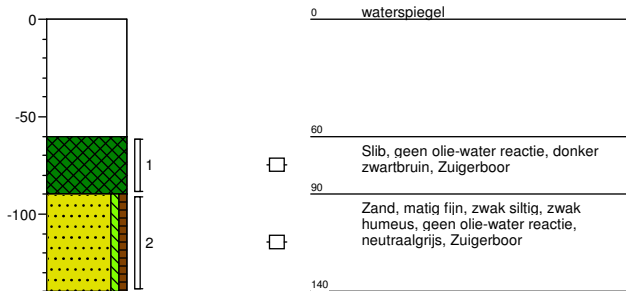 0
0
waterspiegel
-50
60
Slib, geen olie-water reactie, donker
zwartbruin, Zuigerboor
1
90
Zand, matig fijn, zwak siltig, zwak
humeus, geen olie-water reactie,
neutraalgrijs, Zuigerboor
-100
2
140